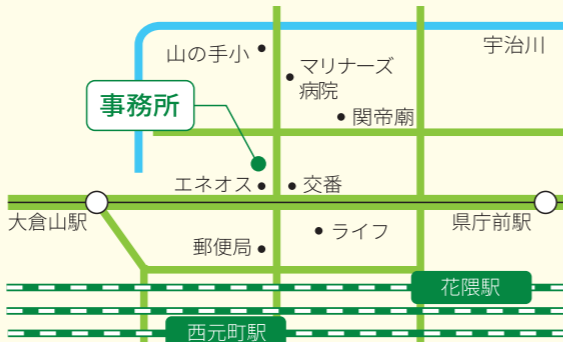 宇治川
山の手小
マリナーズ
病院
事務所
関帝廟
エネオス
交番
大倉山駅
県庁前駅
ライフ
郵便局
花隈駅
西元町駅